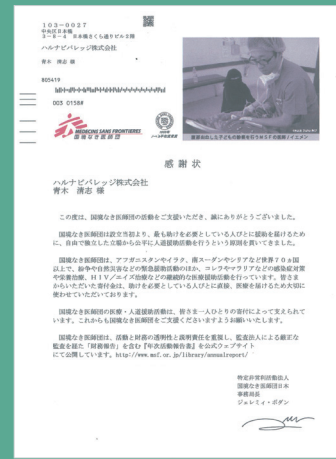 103-0027
中央区日本橋
3-8-4 日本橋さくら通りビル5階
ハルナビバレッジ株式会社
青木 清志 様
805419
003 0158#
MEDECINS SANS FRONTIERES
国境なき医師団
感謝状
ハルナビバレッジ株式会社
青木 清志 様
この度は、国境なき医師団の活動をご支援いただき、誠にありがとうございました。
国境なき医師団は設立当初より、最も助けを必要としている人びとに援助を届けるため
に、自由で独立した立場から公平に人道援助活動を行うという原則を貫いてきました。
国境なき医師団は、アフガニスタンやイラク、南スーダンやシリアなど世界70ヵ国
以上で、紛争や自然災害などの緊急援助活動のほか、コレラやマラリアなどの感染症対策
や栄養治療、HIV／エイズ治療などの継続的な医療援助活動を行っています。皆さま
からいただいた寄付金は、助けを必要としている人びとに直接、医療を届けるため大切に
使わせていただいております。
国境なき医師団の医療・人道援助活動は、皆さま一人ひとりの寄付によって支えられて
います。これからも国境なき医師団をご支援くださいますようお願いいたします。
国境なき医師団は、活動と財務の透明性と説明責任を重視し、監査法人による厳正な
監査を経た「財務報告」を含む『年次活動報告書』を公式ウェブサイト
にて公開しています。http://www.msf.or.jp/library/annualreport/
特定非営利活動法人
国境なき医師団日本
事務局長
ジェレミィ・ボダン